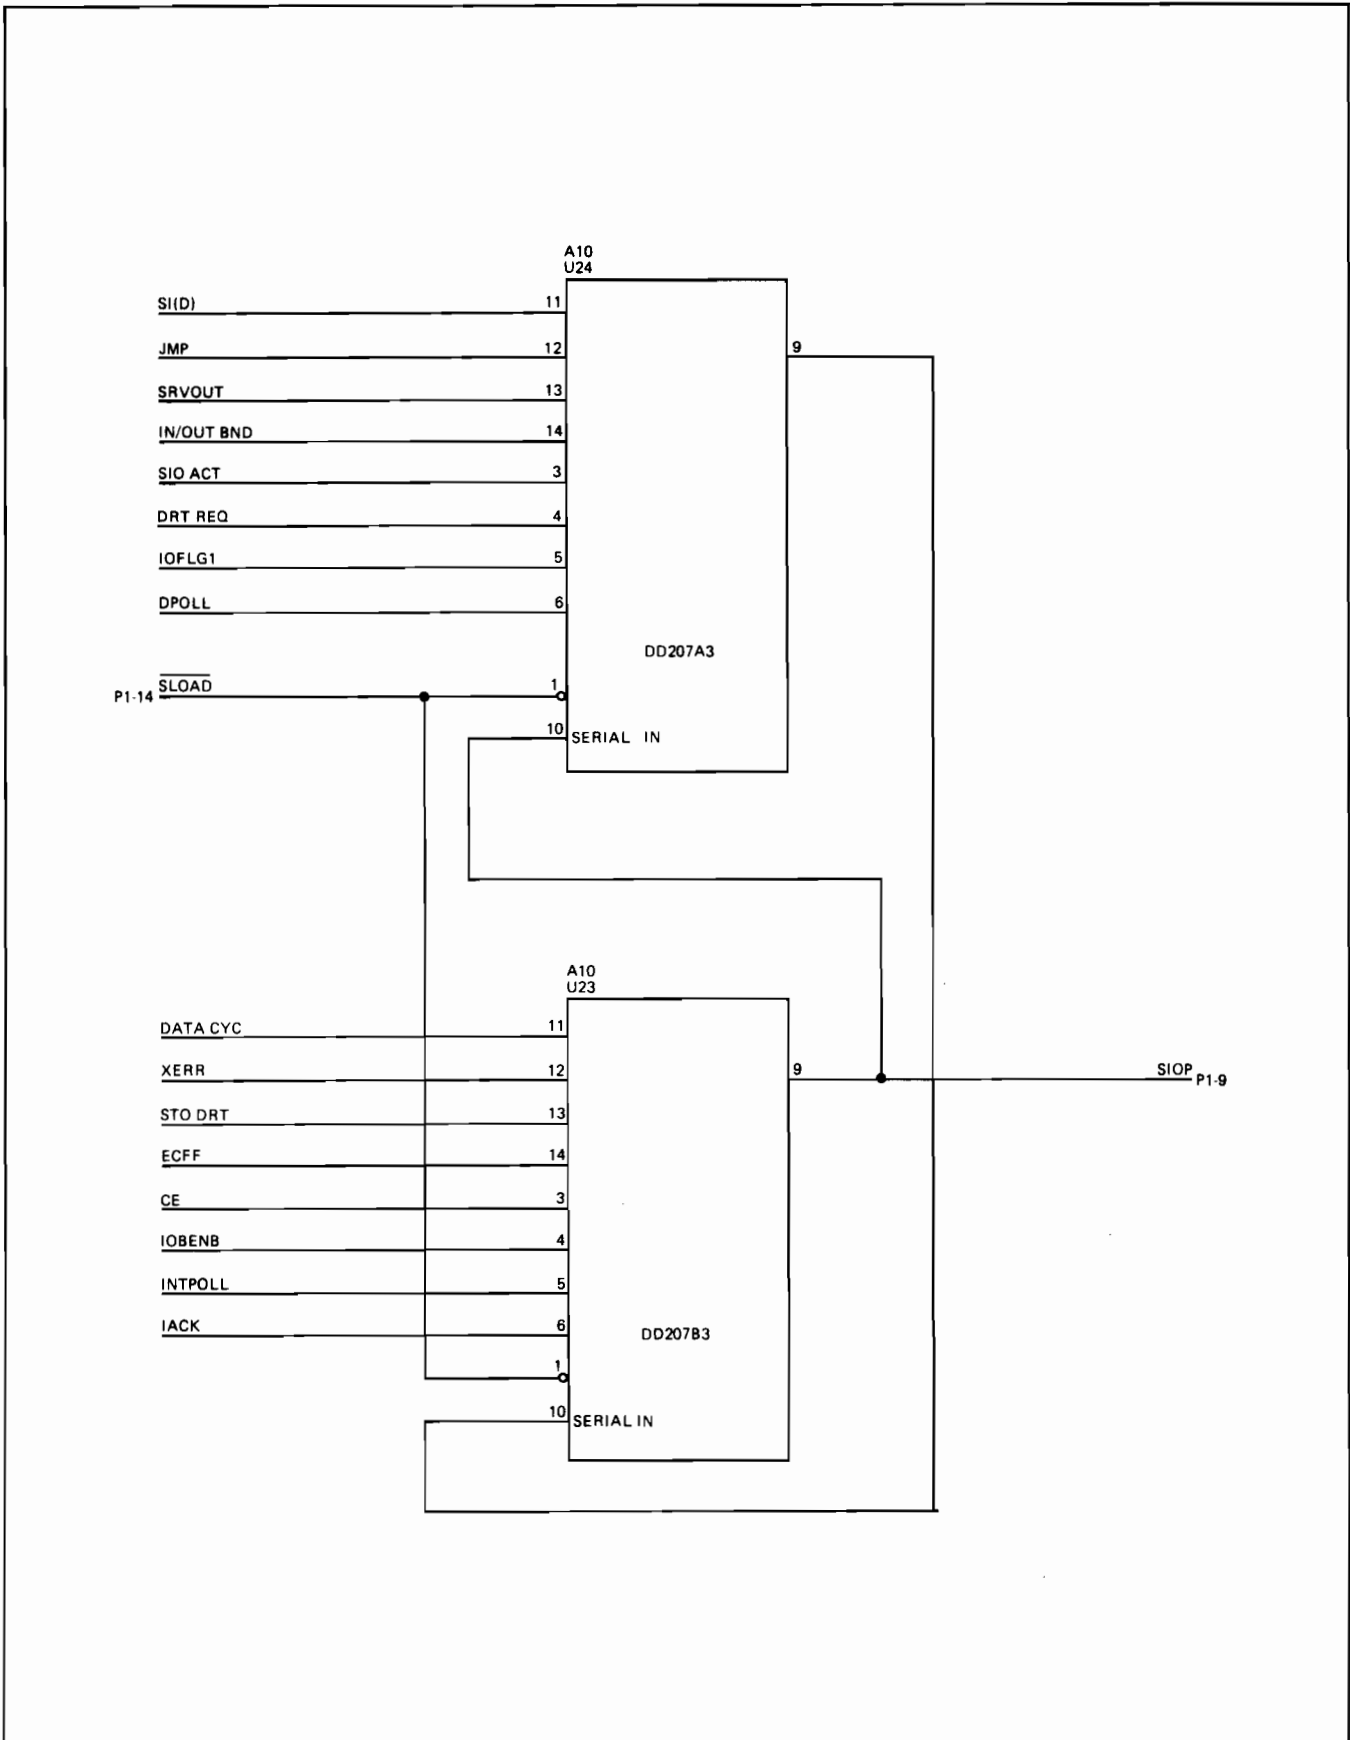 A10
U24
SI(D) 11
JMP 12 9
SRVOUT 13
IN/OUT BND 14
SIO ACT 3
DRT REQ 4
IOFLG1 5
DPOLL 6
DD207A3
P1-14 SLOAD 1
10 SERIAL IN
A10
U23
DATA CYC 11
XERR 12 9 SIOP P1-9
STO DRT 13
ECFF 14
CE 3
IOBENB 4
INTPOLL 5
IACK 6 DD207B3
1
10 SERIAL IN